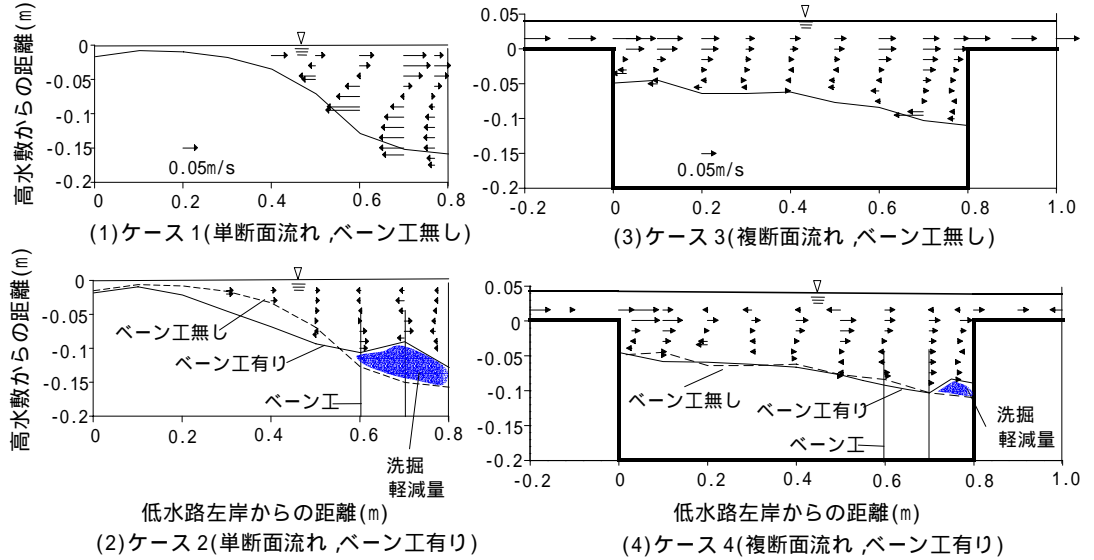 高水敷からの距離(m)
0
-0.05
-0.1
-0.15
-0.2
0.05m/s
0 0.2 0.4 0.6 0.8
(1)ケース1(単断面流れ,ベーン工無し)
0.05
0
-0.05
-0.1
-0.15
-0.2
0.05m/s
-0.2 0 0.2 0.4 0.6 0.8 1.0
(3)ケース3(複断面流れ,ベーン工無し)
高水敷からの距離(m)
0
-0.05
-0.1
-0.15
-0.2
ベーン工無し
ベーン工有り
ベーン工
0 0.2 0.4 0.6 0.8
洗掘
軽減量
低水路左岸からの距離(m)
(2)ケース2(単断面流れ,ベーン工有り)
0.05
0
-0.05
-0.1
-0.15
-0.2
ベーン工無し
ベーン工有り
ベーン工
洗掘
軽減量
-0.2 0 0.2 0.4 0.6 0.8 1.0
低水路左岸からの距離(m)
(4)ケース4(複断面流れ,ベーン工有り)